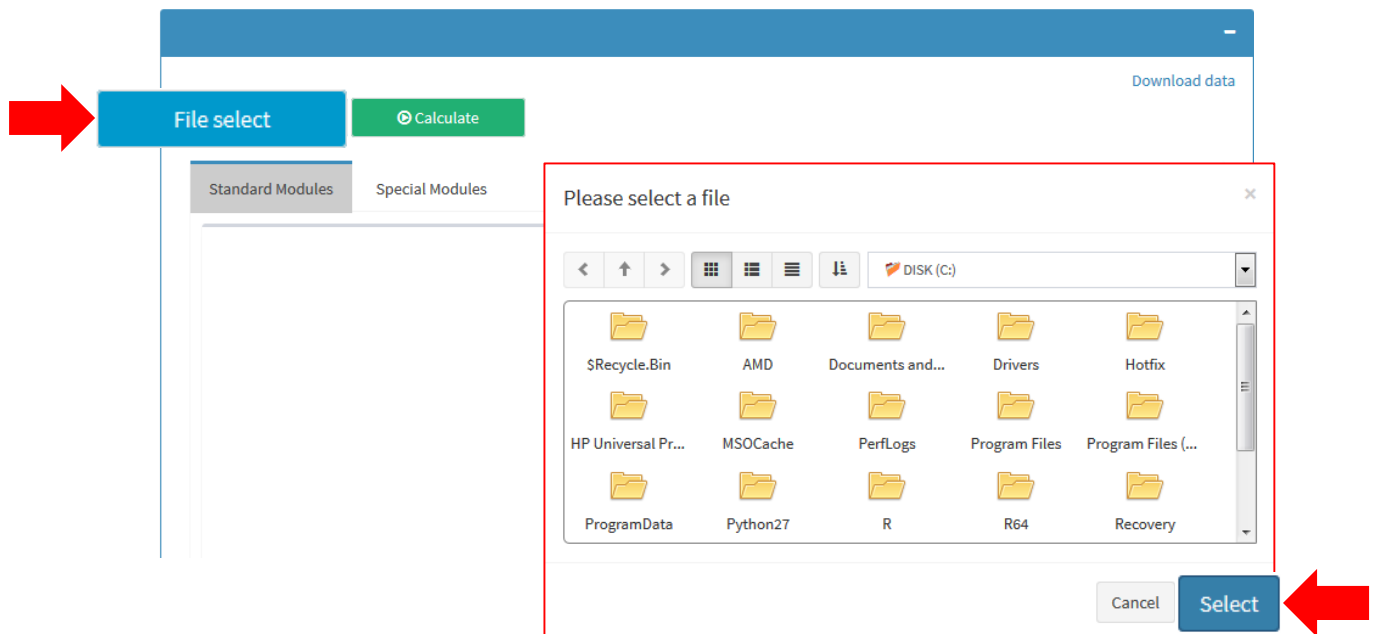 Download data
File select
Calculate
Standard Modules
Special Modules
Please select a file
DISK (C:)
$Recycle.Bin
AMD
Documents and...
Drivers
Hotfix
HP Universal Pr...
MSOCache
PerfLogs
Program Files
Program Files (...
ProgramData
Python27
R
R64
Recovery
Cancel
Select